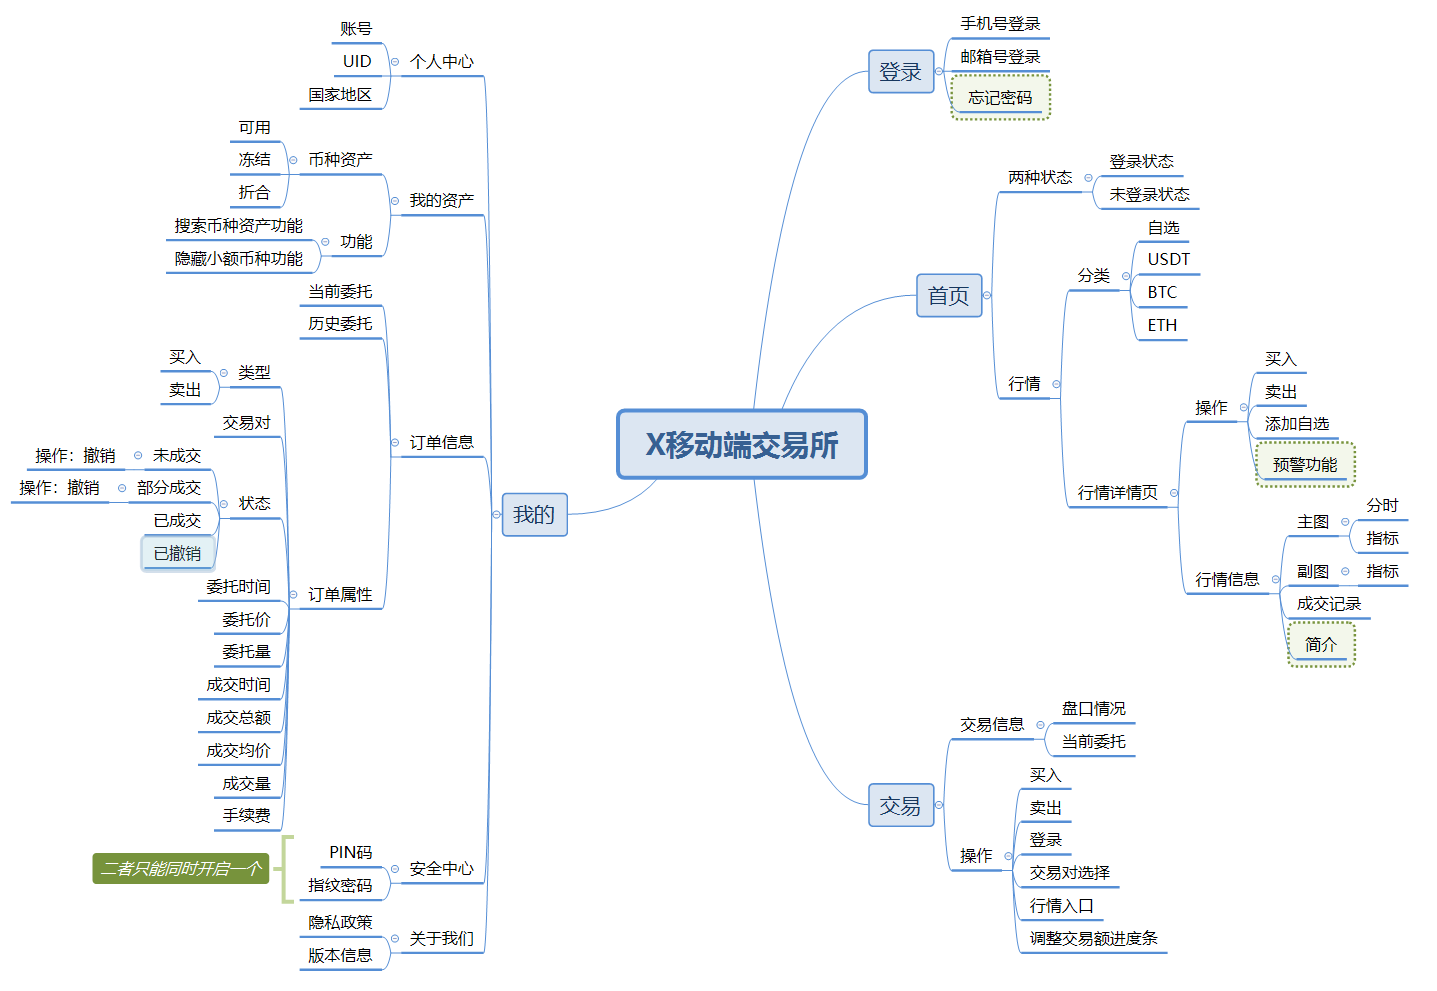 X移动端交易所
登录
手机号登录
邮箱号登录
忘记密码
首页
两种状态
登录状态
未登录状态
行情
分类
自选
USDT
BTC
ETH
行情详情页
操作
买入
卖出
添加自选
预警功能
行情信息
主图
分时
指标
副图
指标
成交记录
简介
交易
交易信息
盘口情况
当前委托
操作
买入
卖出
登录
交易对选择
行情入口
调整交易额进度条
我的
个人中心
账号
UID
国家地区
我的资产
币种资产
可用
冻结
折合
功能
搜索币种资产功能
隐藏小额币种功能
订单信息
当前委托
历史委托
订单属性
类型
买入
卖出
交易对
状态
未成交
操作：撤销
部分成交
操作：撤销
已成交
已撤销
委托时间
委托价
委托量
成交时间
成交总额
成交均价
成交量
手续费
安全中心
PIN码
指纹密码
二者只能同时开启一个
关于我们
隐私政策
版本信息